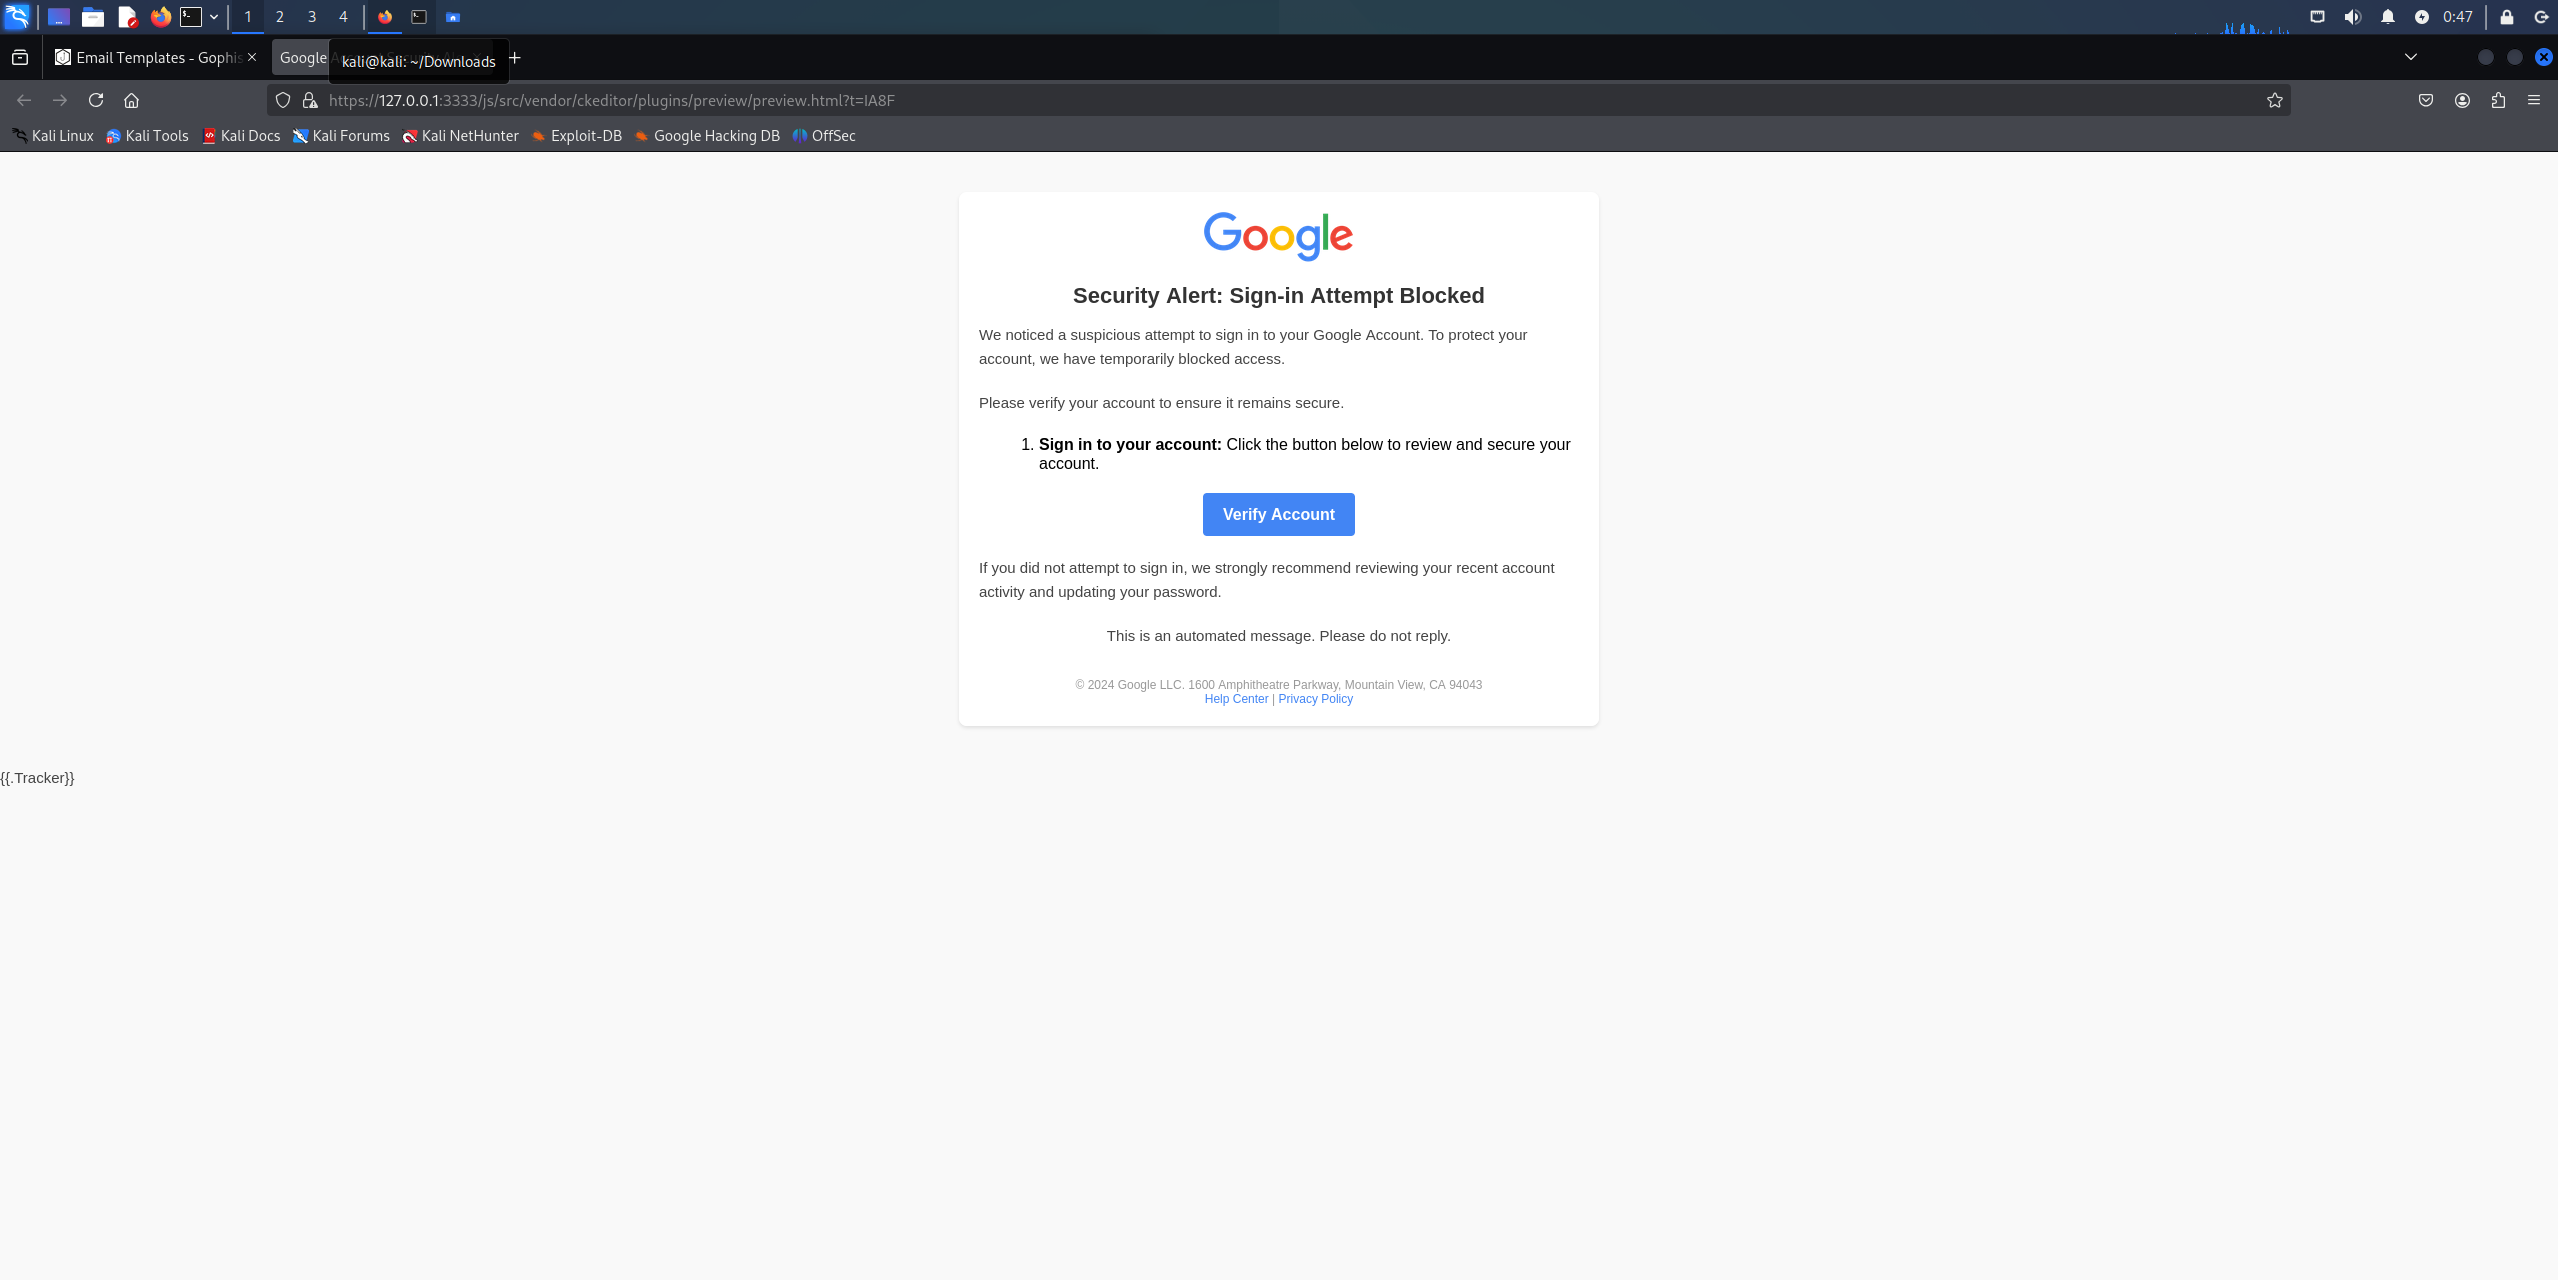 1 2 3 4 0:47
Email Templates - Gophis
Google
kali@kali: ~/Downloads
https://127.0.0.1:3333/js/src/vendor/ckeditor/plugins/preview/preview.html?t=IA8F
Kali Linux Kali Tools Kali Docs Kali Forums Kali NetHunter Exploit-DB Google Hacking DB OffSec
Google
Security Alert: Sign-in Attempt Blocked
We noticed a suspicious attempt to sign in to your Google Account. To protect your
account, we have temporarily blocked access.
Please verify your account to ensure it remains secure.
1. Sign in to your account: Click the button below to review and secure your
account.
Verify Account
If you did not attempt to sign in, we strongly recommend reviewing your recent account
activity and updating your password.
This is an automated message. Please do not reply.
© 2024 Google LLC. 1600 Amphitheatre Parkway, Mountain View, CA 94043
Help Center | Privacy Policy
{{.Tracker}}